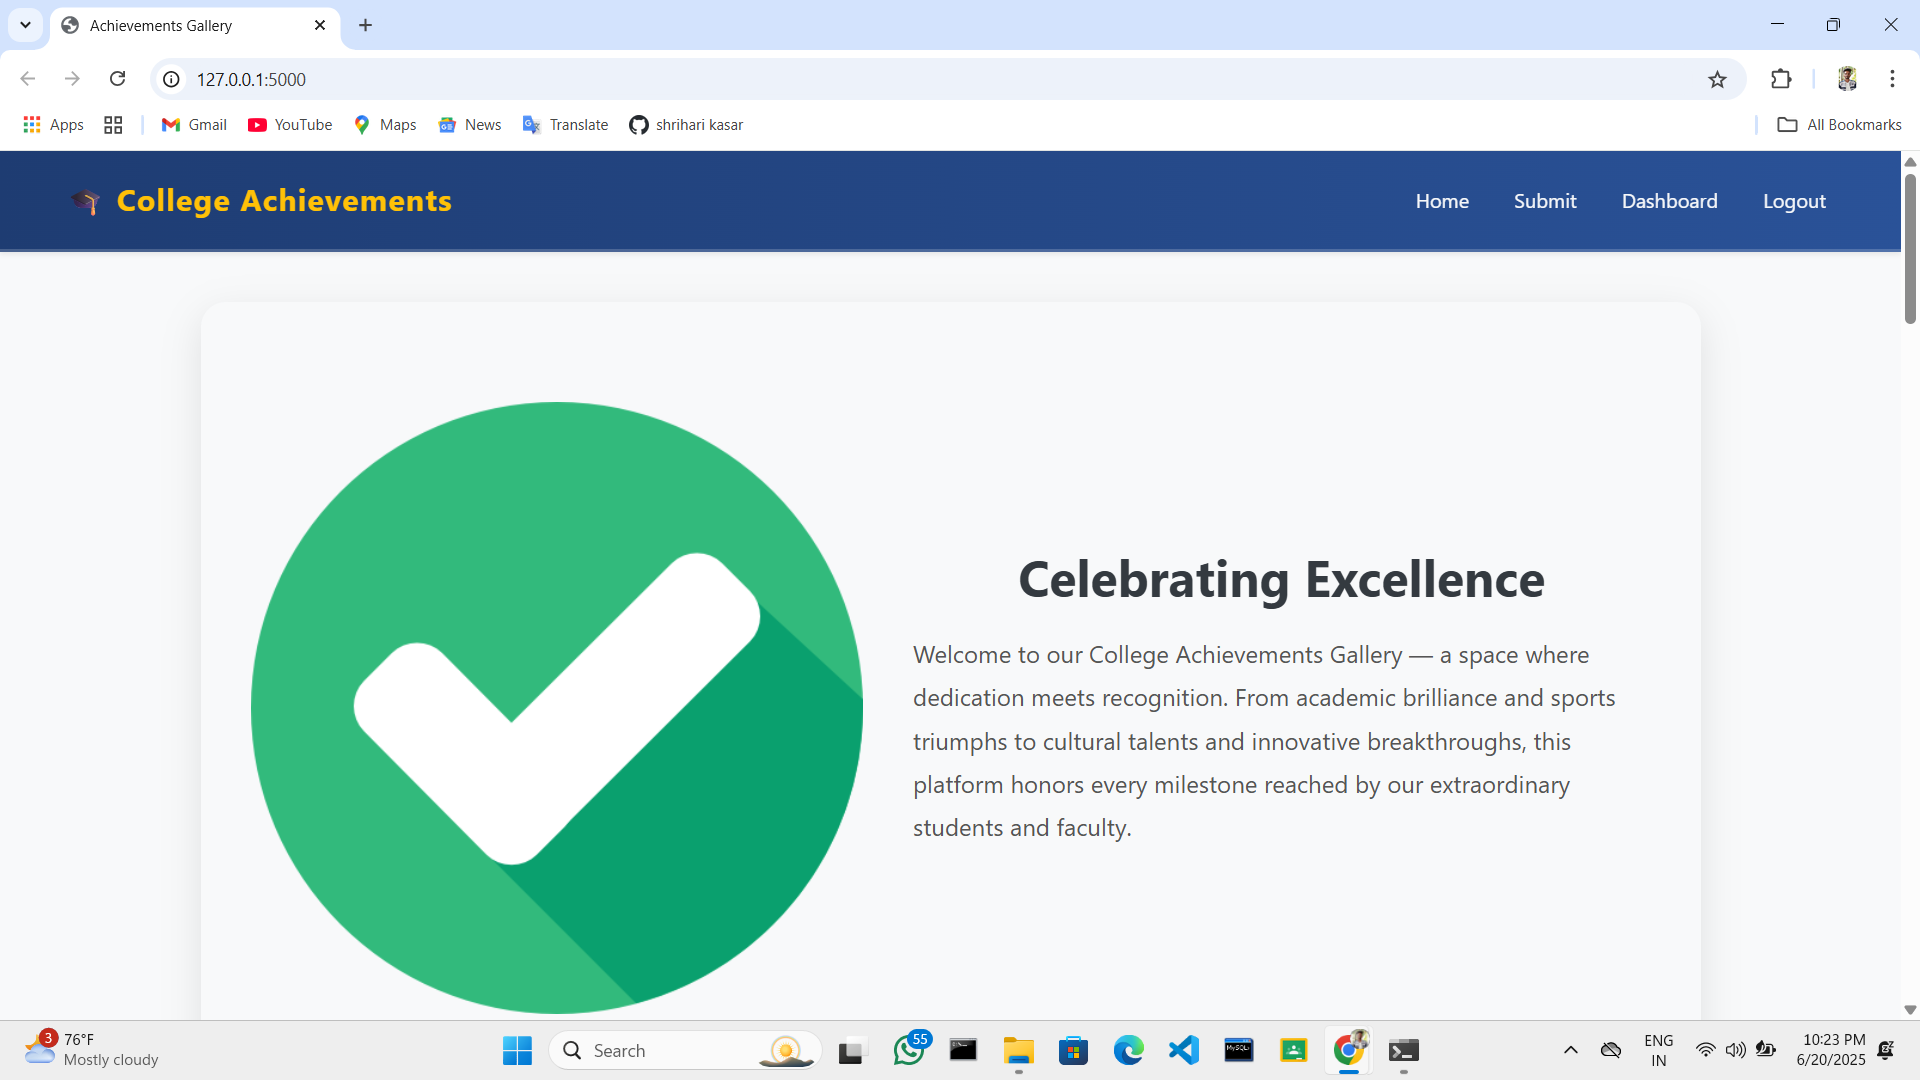 Achievements Gallery
127.0.0.1:5000
Apps
Gmail
YouTube
Maps
News
Translate
shrihari kasar
All Bookmarks
College Achievements
Home
Submit
Dashboard
Logout
Celebrating Excellence
Welcome to our College Achievements Gallery — a space where
dedication meets recognition. From academic brilliance and sports
triumphs to cultural talents and innovative breakthroughs, this
platform honors every milestone reached by our extraordinary
students and faculty.
3
76°F
Mostly cloudy
Search
55
MySQL
ENG
IN
10:23 PM
6/20/2025